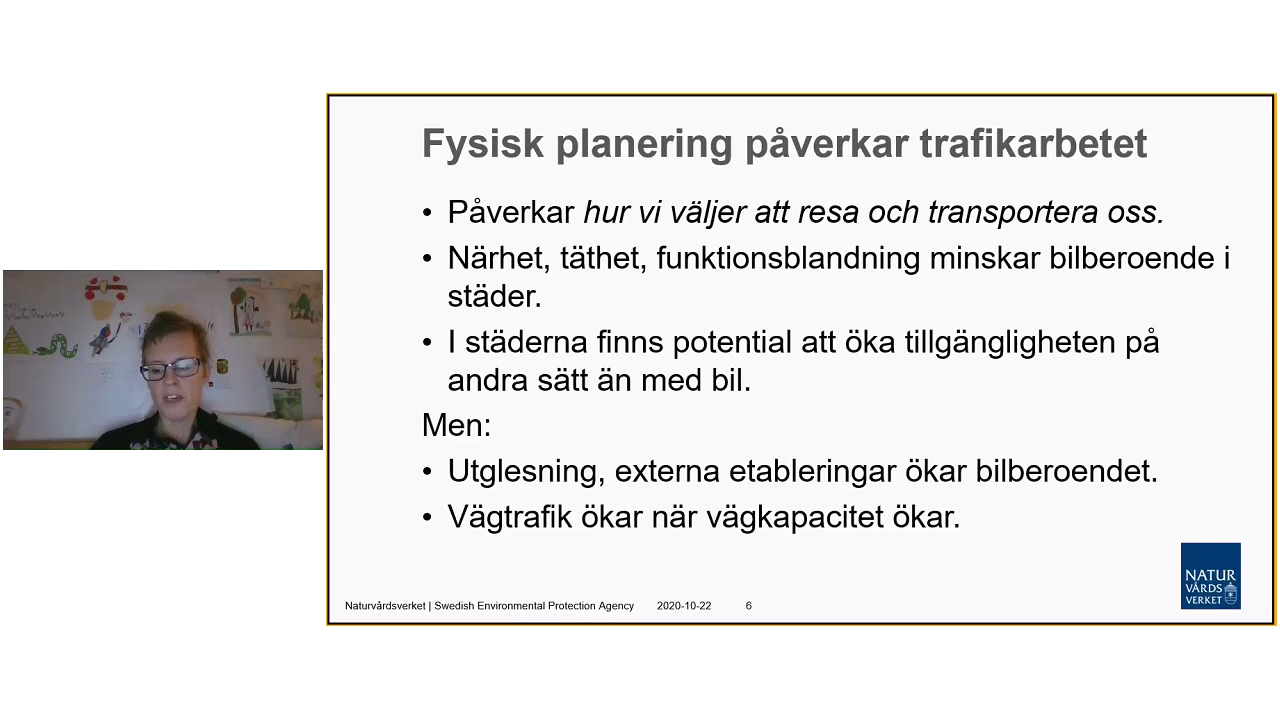 Fysisk planering påverkar trafikarbetet
• Påverkar hur vi väljer att resa och transportera oss.
• Närhet, täthet, funktionsblandning minskar bilberoende i
städer.
• I städerna finns potential att öka tillgängligheten på
andra sätt än med bil.
Men:
• Utglesning, externa etableringar ökar bilberoendet.
• Vägtrafik ökar när vägkapacitet ökar.
NATUR
VÅRDS
VERKET
Naturvårdsverket | Swedish Environmental Protection Agency 2020-10-22 6